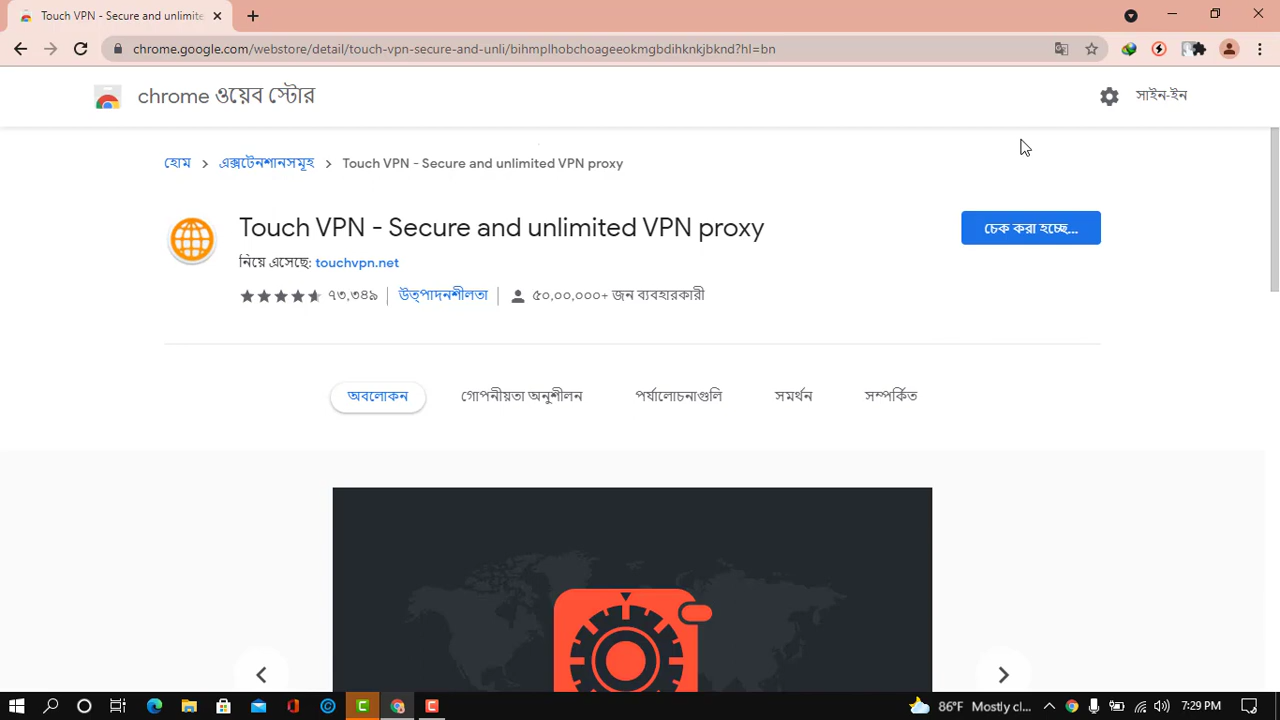 Touch VPN - Secure and unlimite
chrome.google.com/webstore/detail/touch-vpn-secure-and-unli/bihmplhobchoageeokmgbdihknkjbknd?hl=bn
chrome ওয়েব স্টোর
সাইন-ইন
হোম
এক্সটেনশানসমূহ
Touch VPN - Secure and unlimited VPN proxy
Touch VPN - Secure and unlimited VPN proxy
চেক করা হচ্ছে...
নিয়ে এসেছে: touchvpn.net
৭৩,৩৪৯
উত্পাদনশীলতা
৫০,০০,০০০+ জন ব্যবহারকারী
অবলোকন
গোপনীয়তা অনুশীলন
পর্যালোচনাগুলি
সমর্থন
সম্পর্কিত
86°F Mostly cl...
7:29 PM